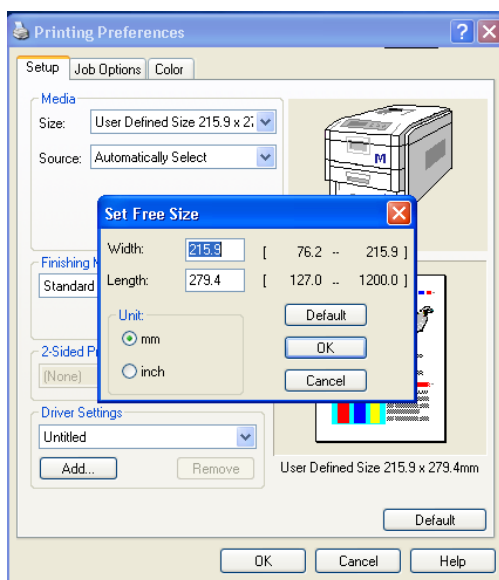 Printing Preferences
Setup Job Options Color
Media
Size: User Defined Size 215.9 x 2
Source: Automatically Select
M
Set Free Size
Width: 215.9 [ 76.2 -- 215.9 ]
Length: 279.4 [ 127.0 -- 1200.0 ]
Unit:
mm
inch
Default
OK
Cancel
Finishing
Standard
2-Sided
(None)
Driver Settings
Untitled
Add... Remove
User Defined Size 215.9 x 279.4mm
Default
OK Cancel Help